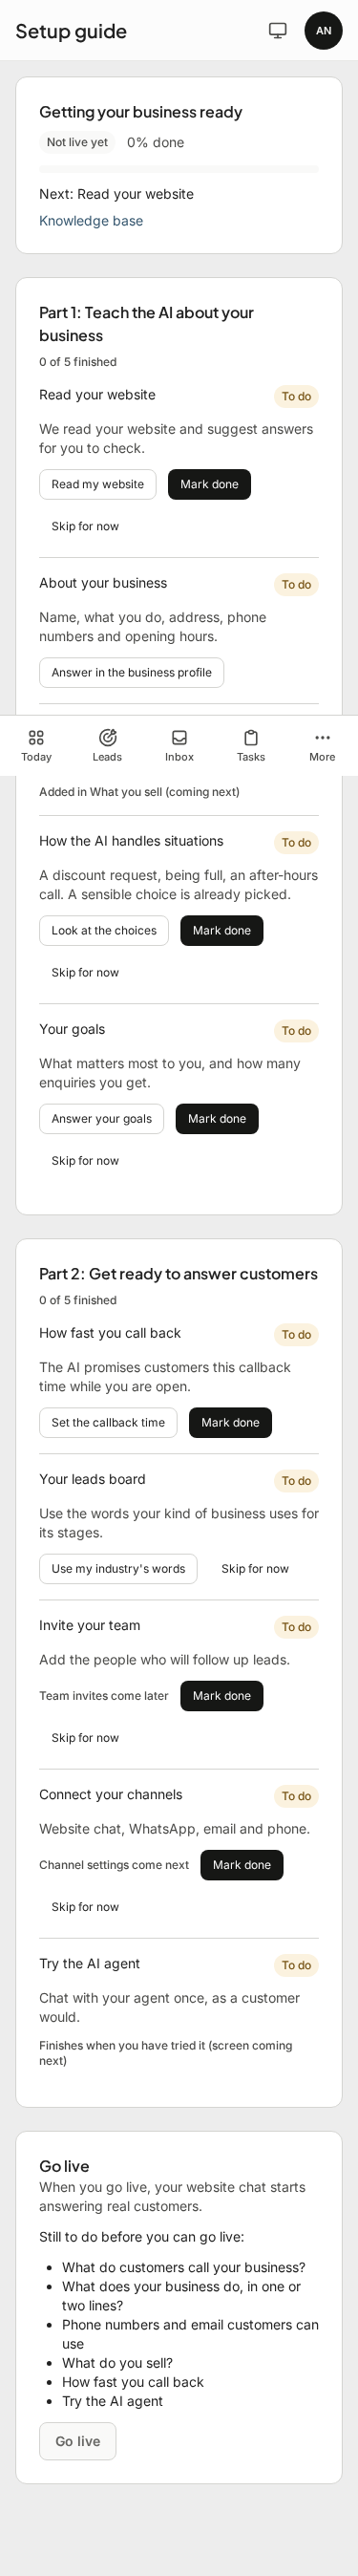 Setup guide
AN
Getting your business ready
Not live yet
0% done
Next: Read your website
Knowledge base
Part 1: Teach the AI about your
business
0 of 5 finished
Read your website
To do
We read your website and suggest answers
for you to check.
Read my website
Mark done
Skip for now
About your business
To do
Name, what you do, address, phone
numbers and opening hours.
Answer in the business profile
Today
Leads
Inbox
Tasks
More
Added in What you sell (coming next)
How the AI handles situations
To do
A discount request, being full, an after-hours
call. A sensible choice is already picked.
Look at the choices
Mark done
Skip for now
Your goals
To do
What matters most to you, and how many
enquiries you get.
Answer your goals
Mark done
Skip for now
Part 2: Get ready to answer customers
0 of 5 finished
How fast you call back
To do
The AI promises customers this callback
time while you are open.
Set the callback time
Mark done
Your leads board
To do
Use the words your kind of business uses for
its stages.
Use my industry's words
Skip for now
Invite your team
To do
Add the people who will follow up leads.
Team invites come later
Mark done
Skip for now
Connect your channels
To do
Website chat, WhatsApp, email and phone.
Channel settings come next
Mark done
Skip for now
Try the AI agent
To do
Chat with your agent once, as a customer
would.
Finishes when you have tried it (screen coming
next)
Go live
When you go live, your website chat starts
answering real customers.
Still to do before you can go live:
What do customers call your business?
What does your business do, in one or
two lines?
Phone numbers and email customers can
use
What do you sell?
How fast you call back
Try the AI agent
Go live